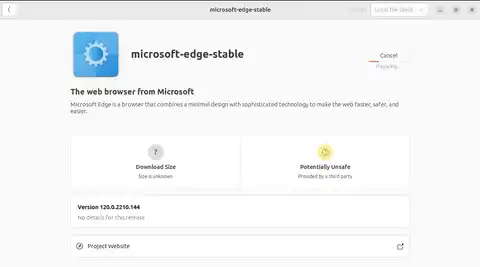 microsoft-edge-stable
Local file (deb)
microsoft-edge-stable
Cancel
Preparing…
The web browser from Microsoft
Microsoft Edge is a browser that combines a minimal design with sophisticated technology to make the web faster, safer, and
easier.
?
Download Size
Size is unknown
Potentially Unsafe
Provided by a third party
Version 120.0.2210.144
No details for this release
Project Website